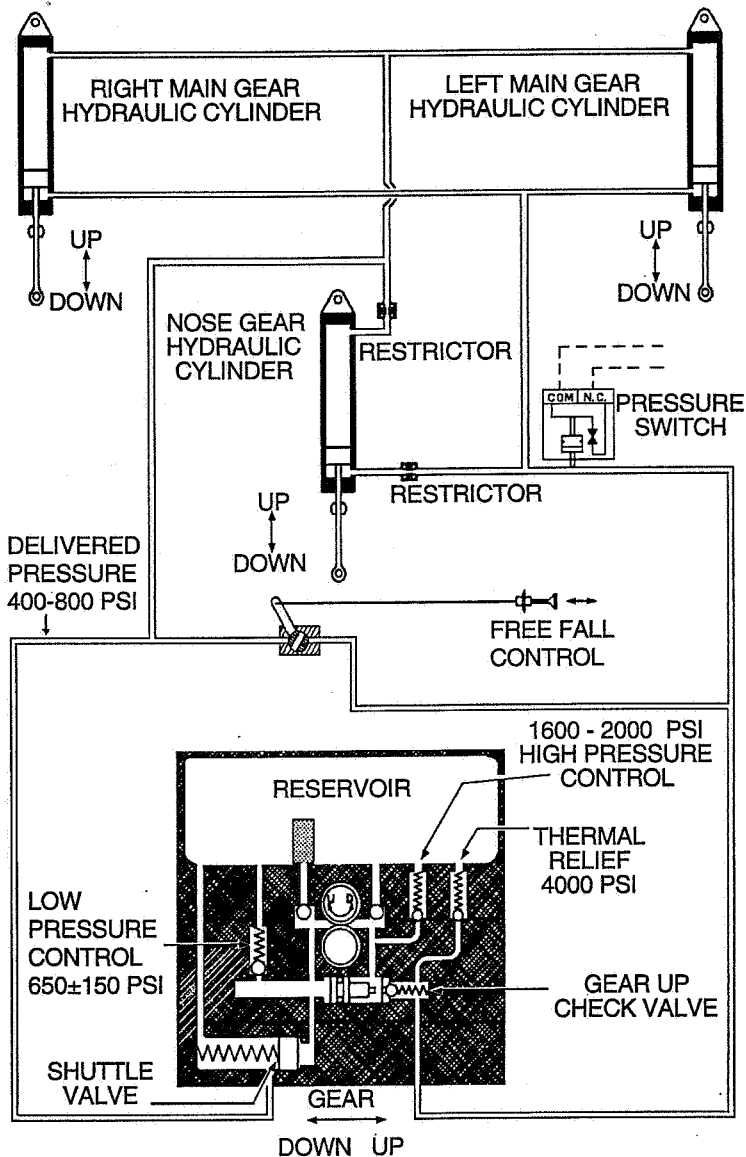 RIGHT MAIN GEAR
HYDRAULIC CYLINDER
LEFT MAIN GEAR
HYDRAULIC CYLINDER
UP
DOWN
UP
DOWN
NOSE GEAR
HYDRAULIC
CYLINDER
RESTRICTOR
COM N.C.
PRESSURE
SWITCH
RESTRICTOR
UP
DOWN
DELIVERED
PRESSURE
400-800 PSI
FREE FALL
CONTROL
1600 - 2000 PSI
HIGH PRESSURE
CONTROL
RESERVOIR
THERMAL
RELIEF
4000 PSI
LOW
PRESSURE
CONTROL
650±150 PSI
GEAR UP
CHECK VALVE
SHUTTLE
VALVE
GEAR
DOWN UP